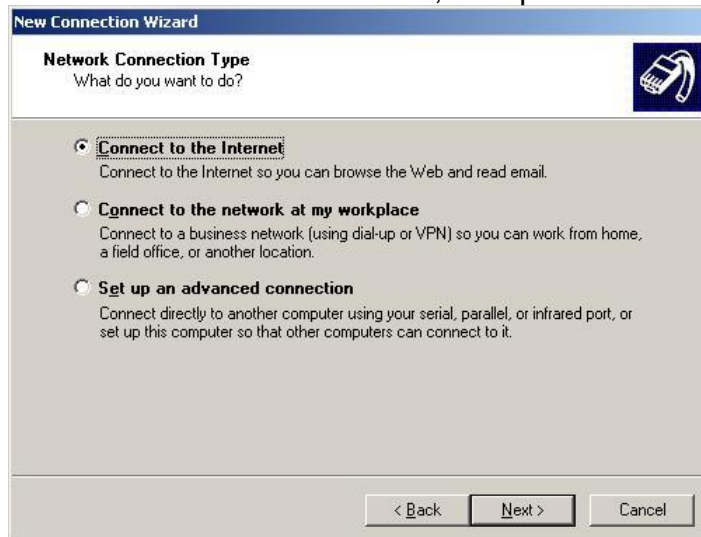 New Connection Wizard
Network Connection Type
What do you want to do?
Connect to the Internet
Connect to the Internet so you can browse the Web and read email.
Connect to the network at my workplace
Connect to a business network (using dial-up or VPN) so you can work from home,
a field office, or another location.
Set up an advanced connection
Connect directly to another computer using your serial, parallel, or infrared port, or
set up this computer so that other computers can connect to it.
< Back
Next >
Cancel